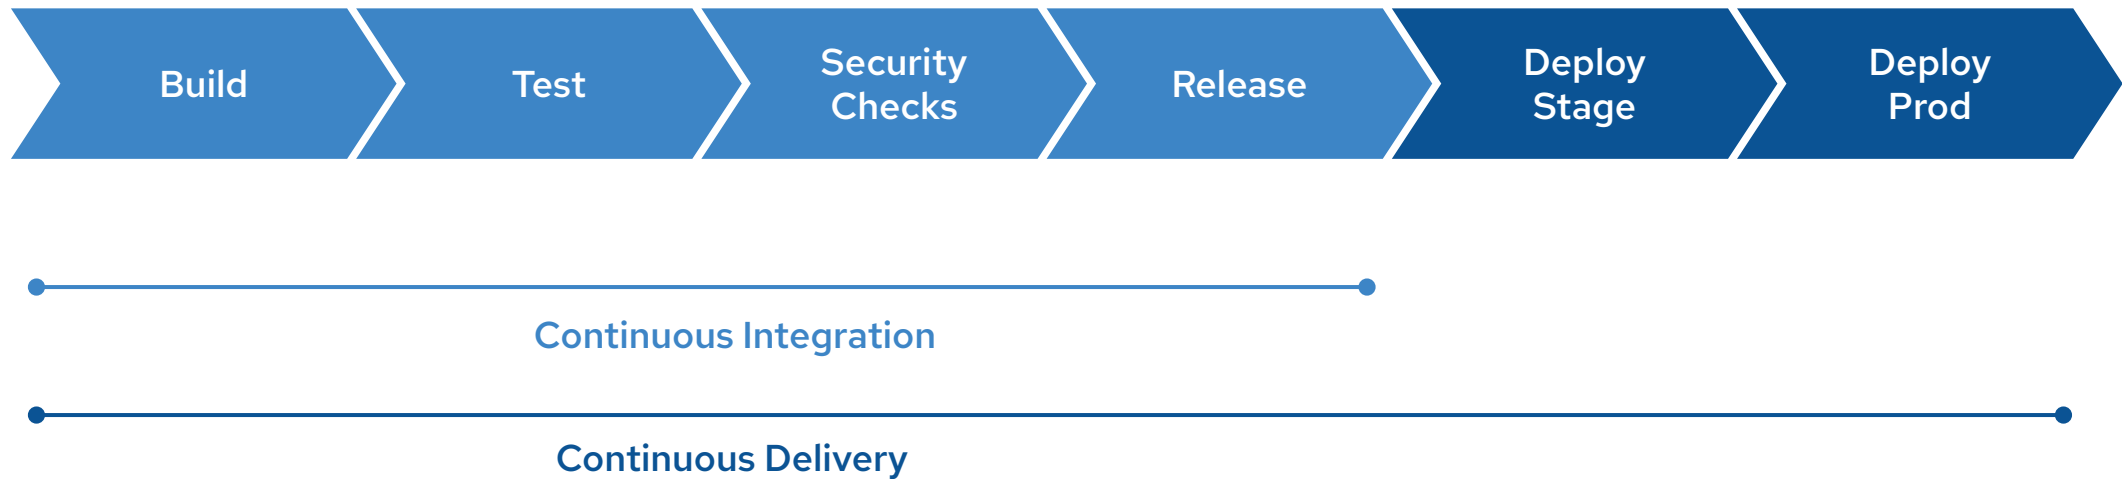 Build
Test
Security
Checks
Release
Deploy
Stage
Deploy
Prod
Continuous Integration
Continuous Delivery